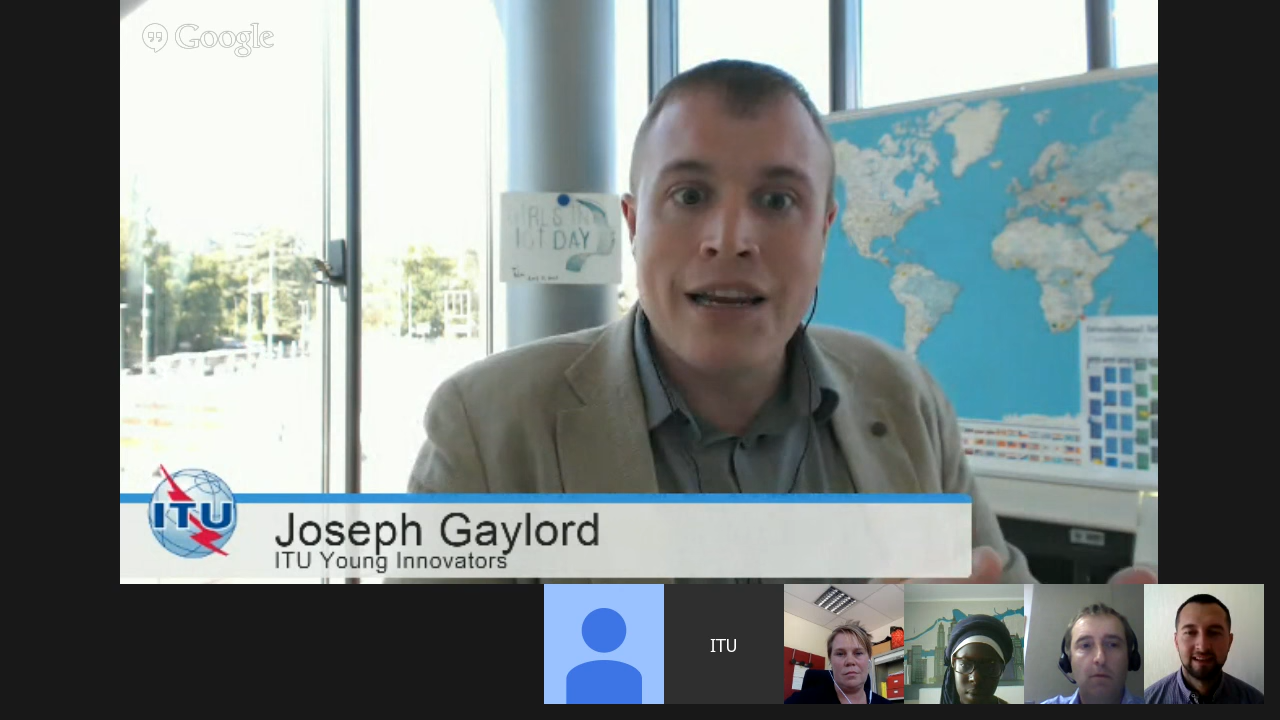 Google
GIRLS IN
ICT DAY
ITU
Joseph Gaylord
ITU Young Innovators
ITU